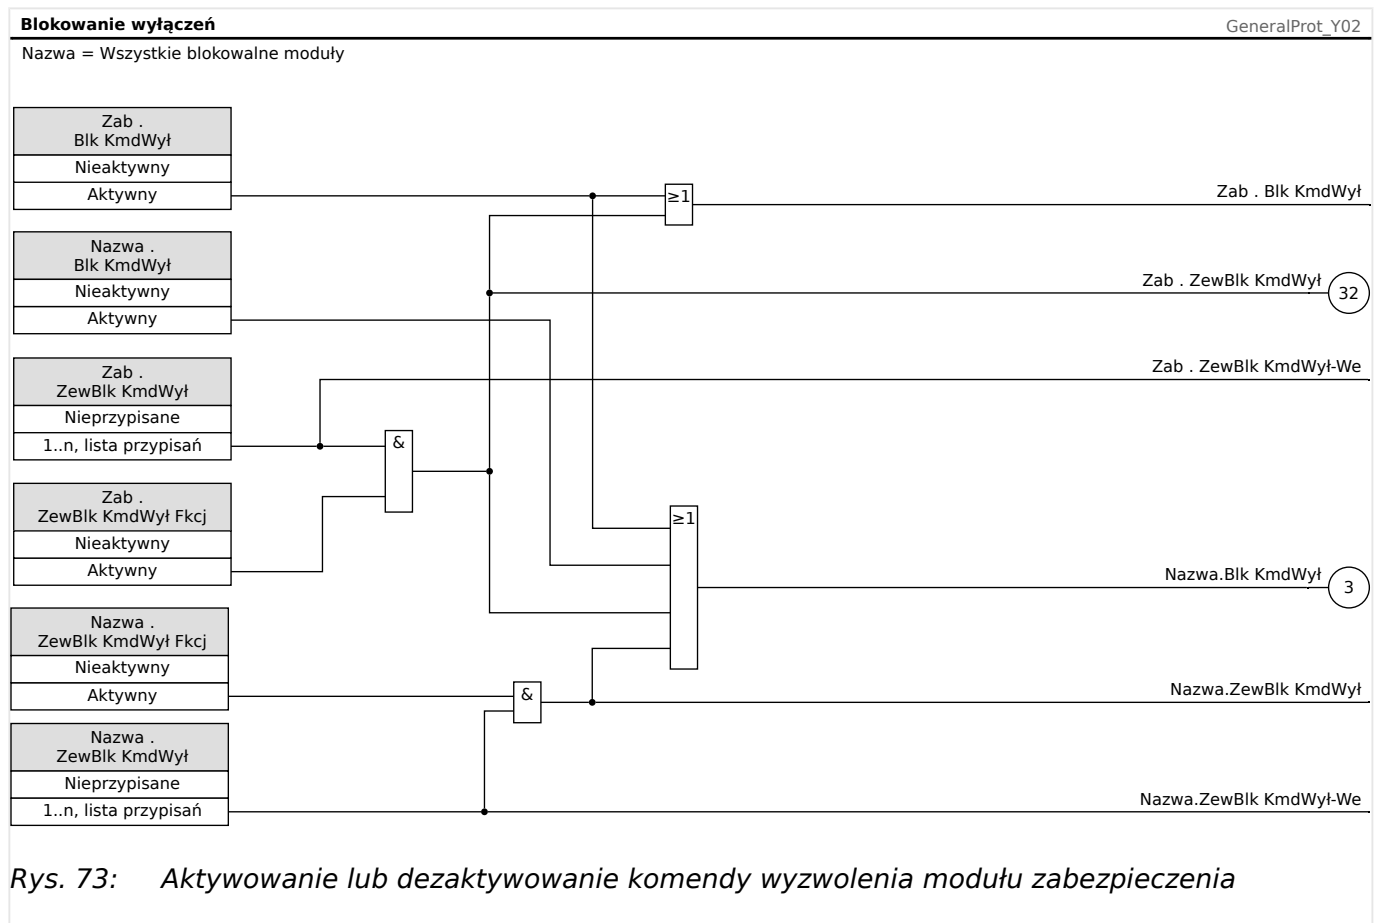 Blokowanie wyłączeń
GeneralProt_Y02
Nazwa = Wszystkie blokowalne moduły
Zab .
Blk KmdWył
Nieaktywny
Aktywny
≥1
Zab . Blk KmdWył
Nazwa .
Blk KmdWył
Nieaktywny
Aktywny
Zab . ZewBlk KmdWył
32
Zab .
ZewBlk KmdWył
Nieprzypisane
1..n, lista przypisań
Zab . ZewBlk KmdWył-We
&
Zab .
ZewBlk KmdWył Fkcj
Nieaktywny
Aktywny
≥1
Nazwa.Blk KmdWył
3
Nazwa .
ZewBlk KmdWył Fkcj
Nieaktywny
Aktywny
&
Nazwa.ZewBlk KmdWył
Nazwa .
ZewBlk KmdWył
Nieprzypisane
1..n, lista przypisań
Nazwa.ZewBlk KmdWył-We
Rys. 73: Aktywowanie lub dezaktywowanie komendy wyzwolenia modułu zabezpieczenia